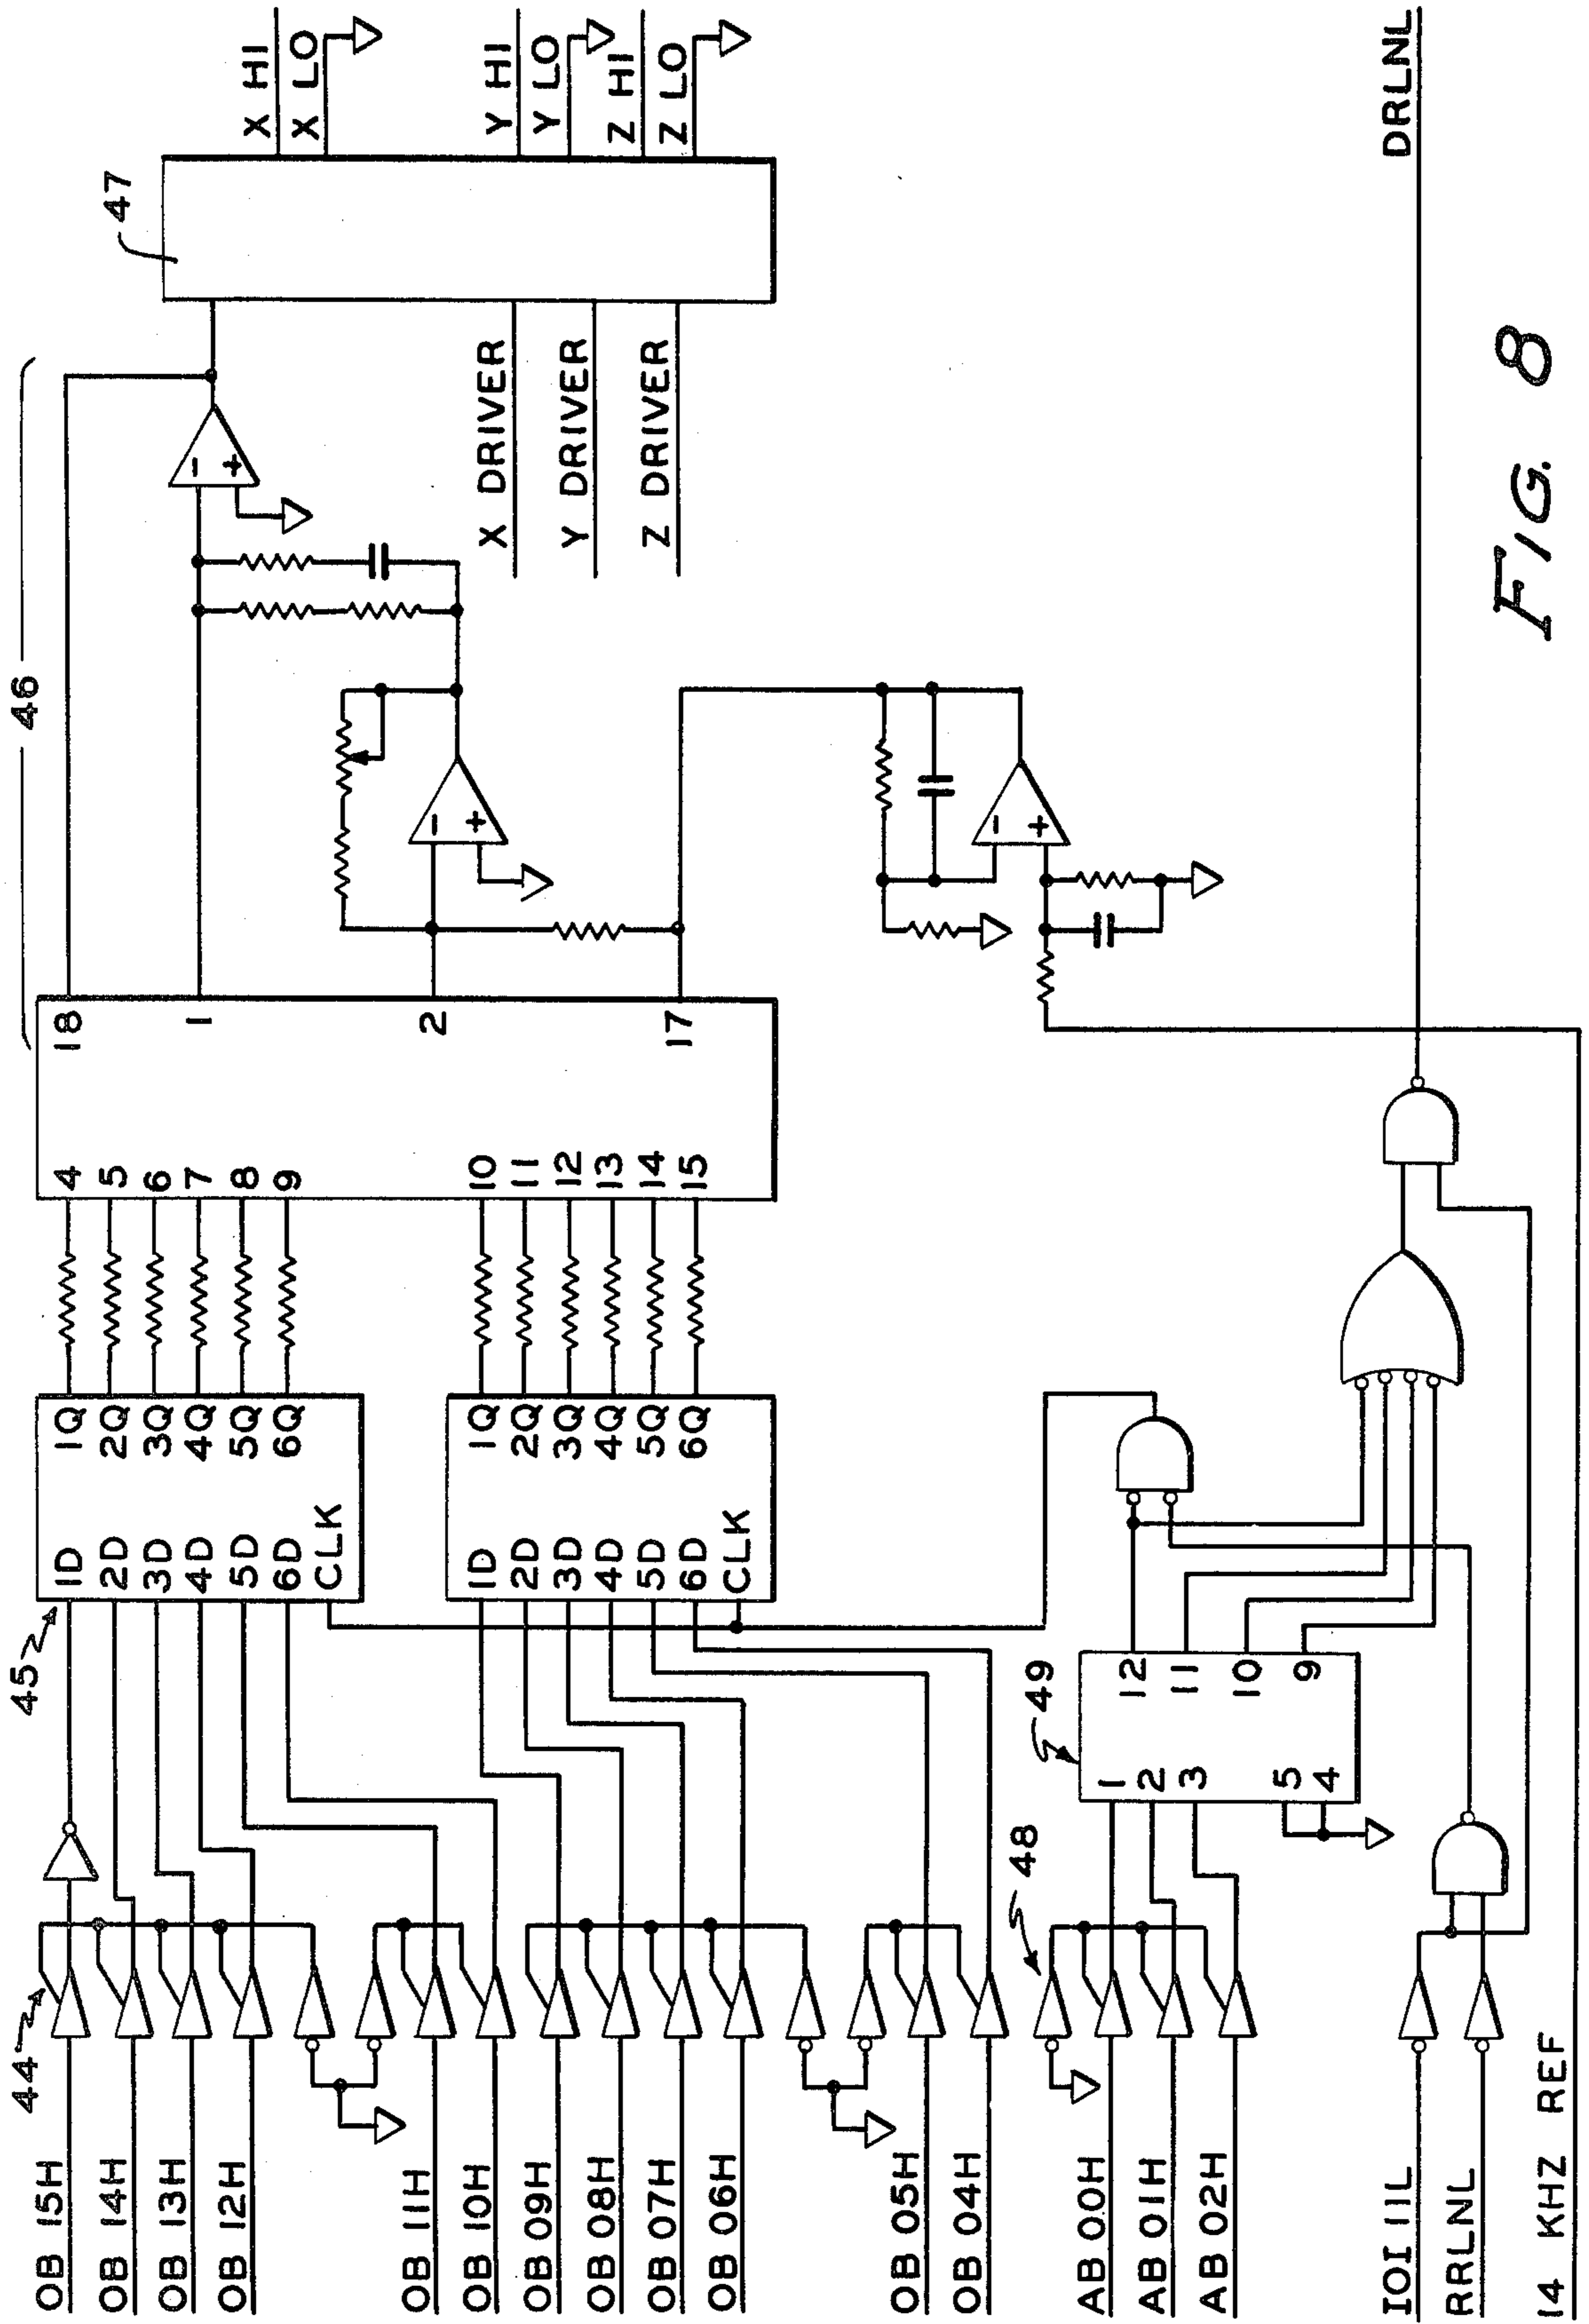 46
47
X HI
X LO
Y HI
Y LO
Z HI
Z LO
X DRIVER
Y DRIVER
Z DRIVER
18
1
2
17
4
5
6
7
8
9
10
11
12
13
14
15
45
1D 1Q
2D 2Q
3D 3Q
4D 4Q
5D 5Q
6D 6Q
CLK
1D 1Q
2D 2Q
3D 3Q
4D 4Q
5D 5Q
6D 6Q
CLK
44
OB 15H
OB 14H
OB 13H
OB 12H
OB 11H
OB 10H
OB 09H
OB 08H
OB 07H
OB 06H
OB 05H
OB 04H
48
AB 00H
AB 01H
AB 02H
49
1 12
2 11
3 10
5 9
4
IOI 11L
RRLNL
14 KHZ REF
DRLNL
- +
- +
- +
FIG. 8